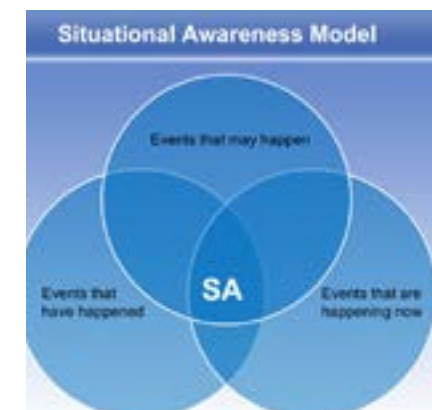 Situational Awareness Model
Events that may happen
SA
Events that
have happened
Events that are
happening now